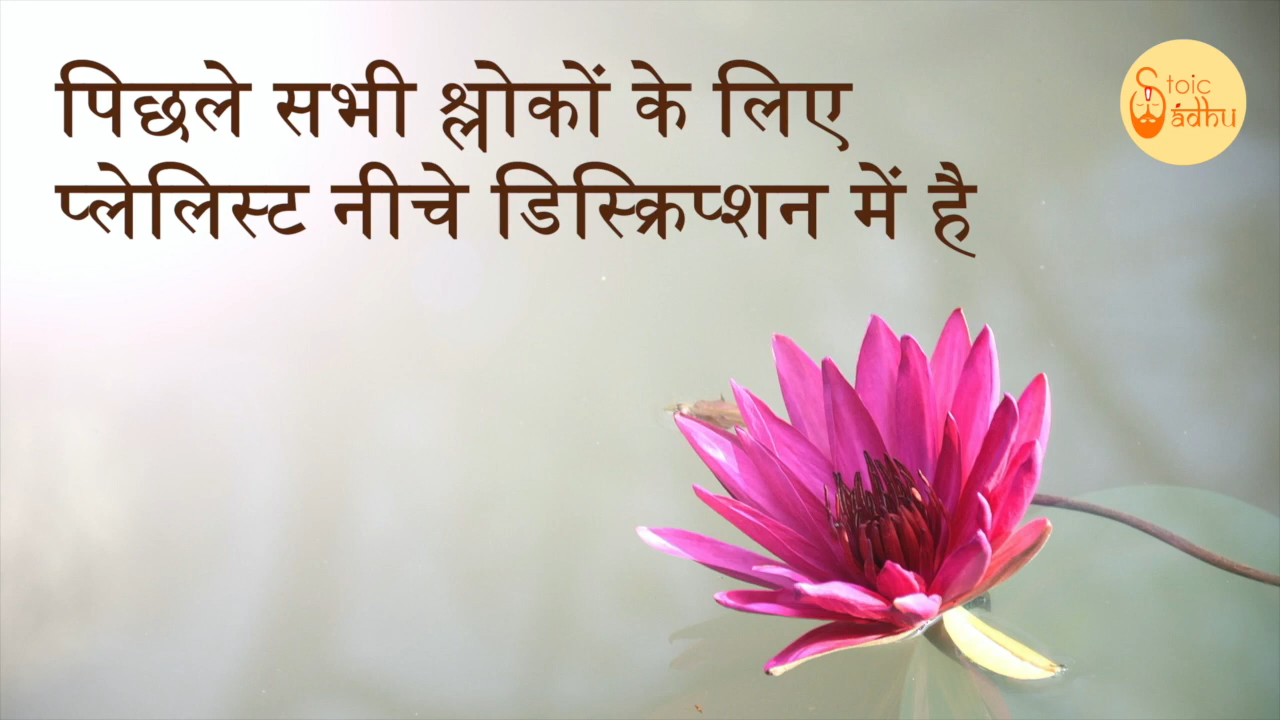 पिछले सभी श्लोकों के लिए
प्लेलिस्ट नीचे डिस्क्रिप्शन में है
Stoic
Sadhu